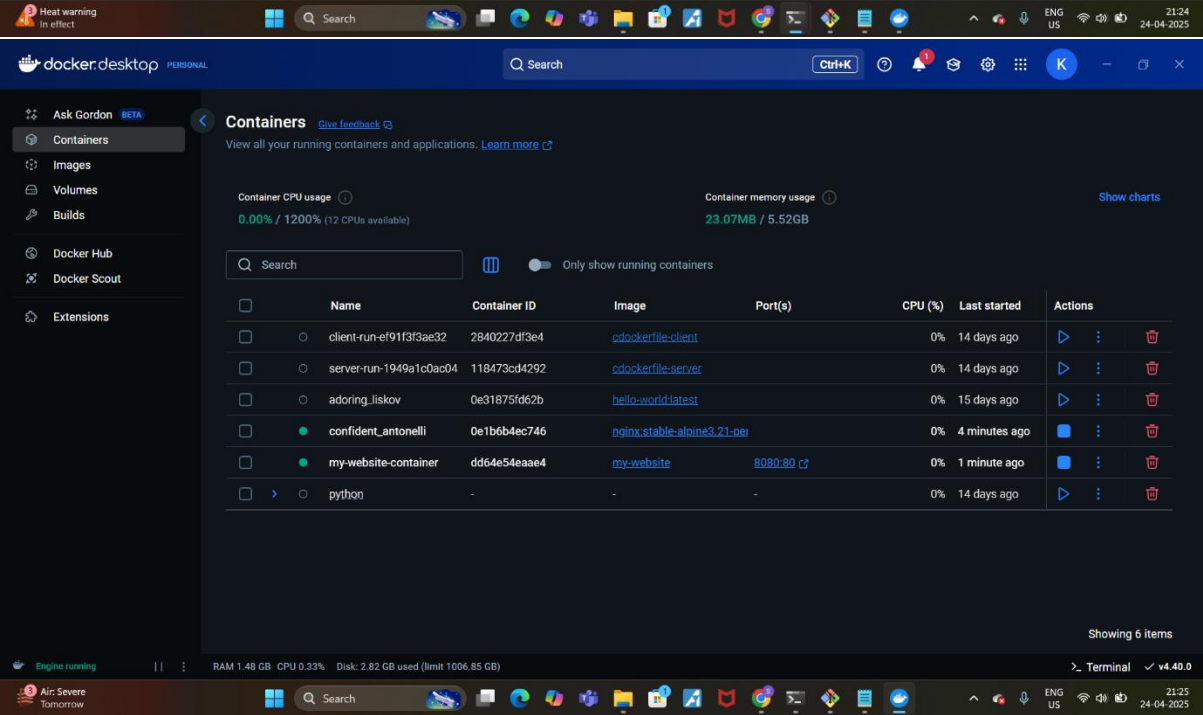 3 Heat warning
In effect
Search
ENG
US
21:24
24-04-2025
docker.desktop PERSONAL
Search
Ctrl+K
1
K
Ask Gordon BETA
Containers
Images
Volumes
Builds
Docker Hub
Docker Scout
Extensions
Containers Give feedback
View all your running containers and applications. Learn more
Container CPU usage
0.00% / 1200% (12 CPUs available)
Container memory usage
23.07MB / 5.52GB
Show charts
Search
Only show running containers
Name Container ID Image Port(s) CPU (%) Last started Actions
client-run-ef91f3f3ae32 2840227df3e4 cdockerfile-client 0% 14 days ago
server-run-1949a1c0ac04 118473cd4292 cdockerfile-server 0% 14 days ago
adoring_liskov 0e31875fd62b hello-world:latest 0% 15 days ago
confident_antonelli 0e1b6b4ec746 nginx:stable-alpine3.21-per 0% 4 minutes ago
my-website-container dd64e54eaae4 my-website 8080:80 0% 1 minute ago
python - - - 0% 14 days ago
Showing 6 items
Engine running RAM 1.48 GB CPU 0.33% Disk: 2.82 GB used (limit 1006.85 GB) >_ Terminal v4.40.0
3 Air: Severe
Tomorrow
Search
ENG
US
21:25
24-04-2025